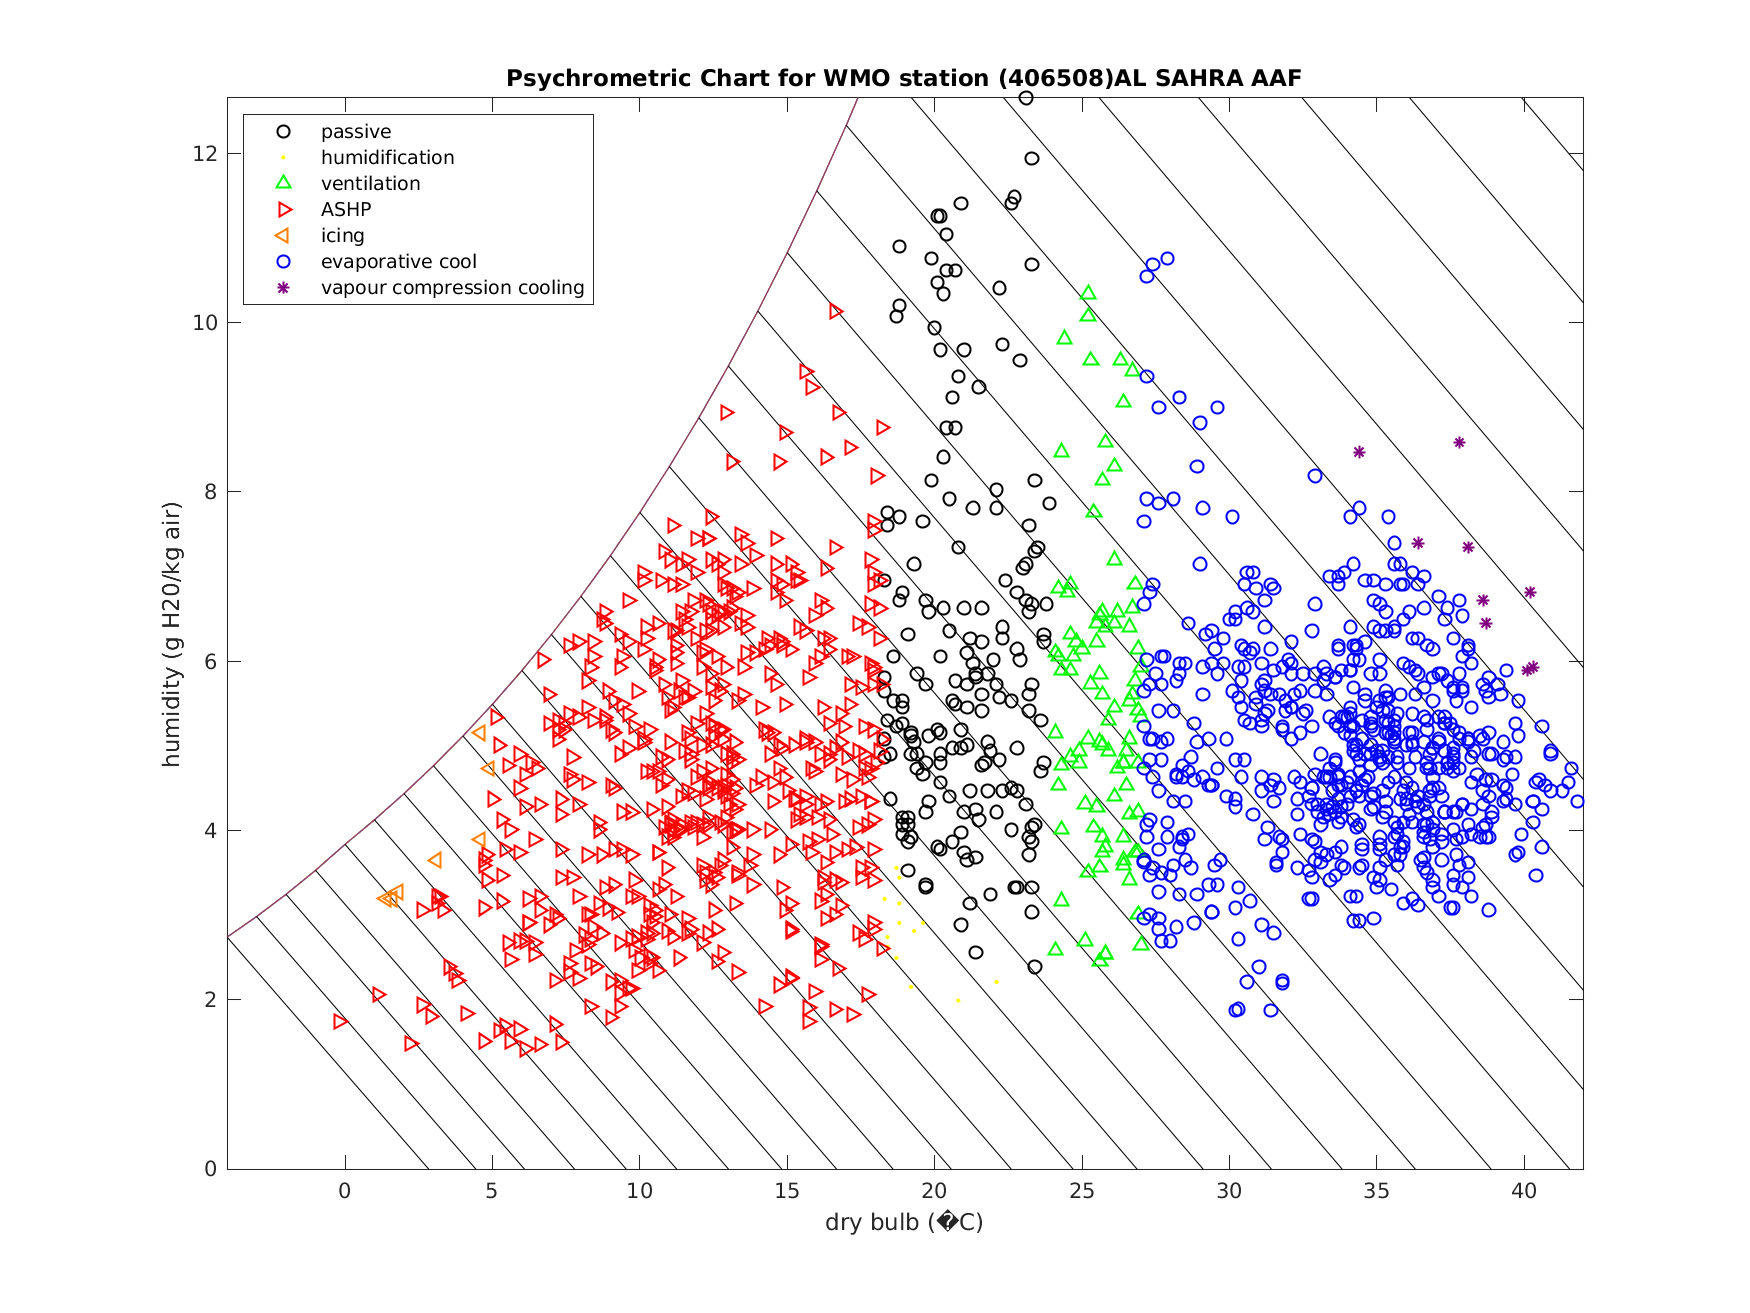 Psychrometric Chart for WMO station (406508)AL SAHRA AAF
passive
humidification
ventilation
ASHP
icing
evaporative cool
vapour compression cooling
humidity (g H20/kg air)
12
10
8
6
4
2
0
0 5 10 15 20 25 30 35 40
dry bulb (�C)